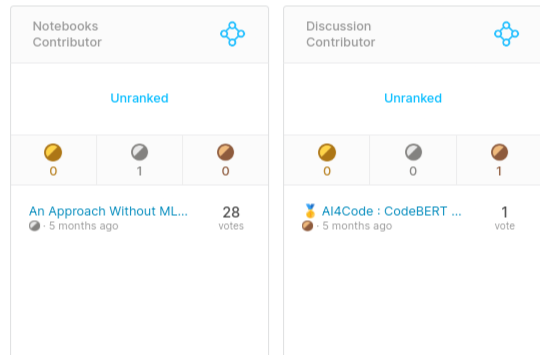 Notebooks
Contributor
Unranked
0
1
0
An Approach Without ML...
28
· 5 months ago
votes
Discussion
Contributor
Unranked
0
0
1
🥇 AI4Code : CodeBERT ...
1
· 5 months ago
vote